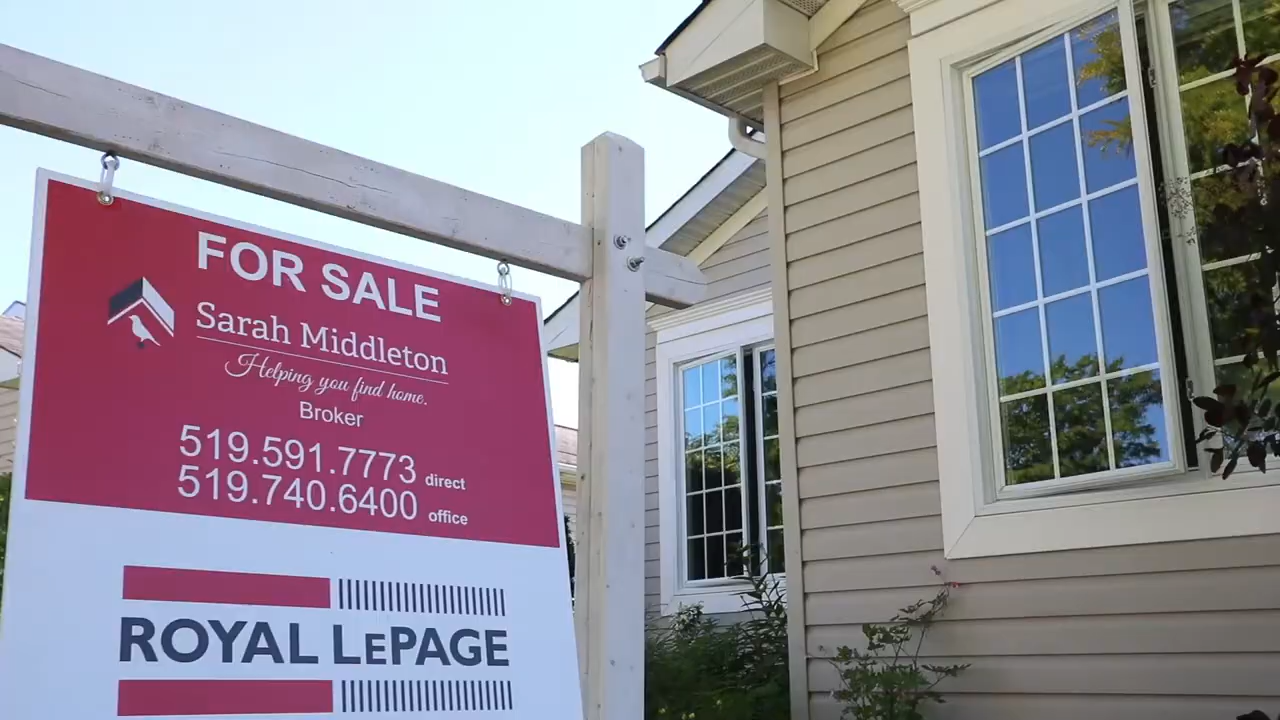 FOR SALE
Sarah Middleton
Helping you find home.
Broker
519.591.7773 direct
519.740.6400 office
ROYAL LEPAGE